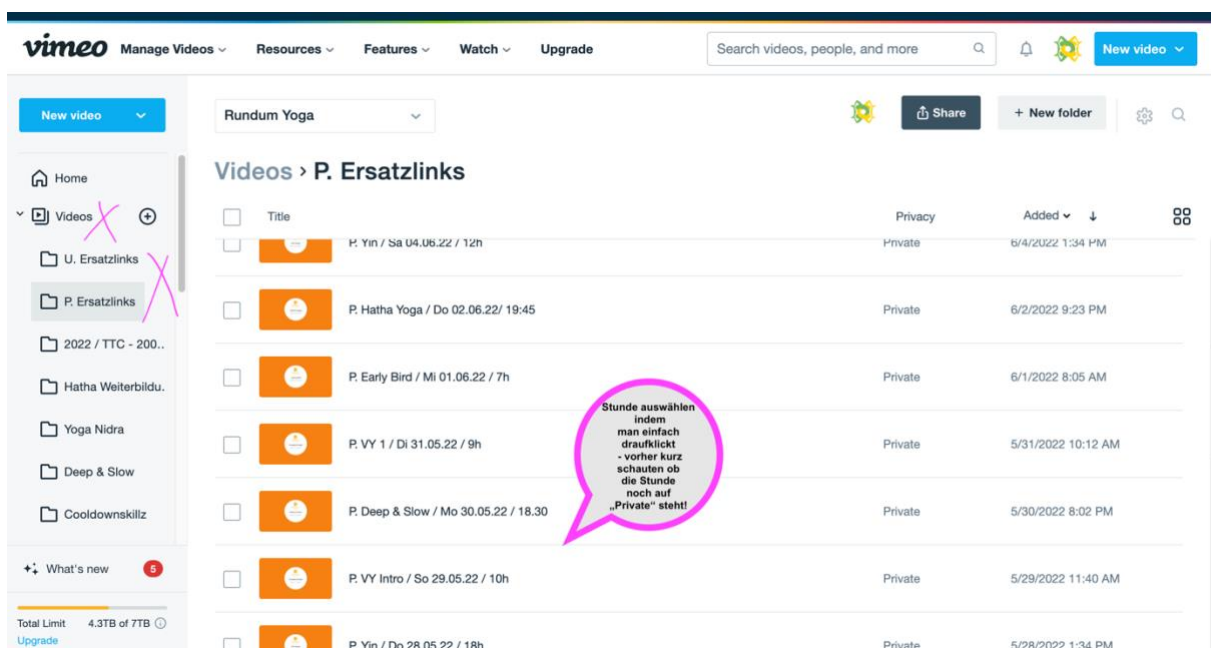 vimeo Manage Videos Resources Features Watch Upgrade Search videos, people, and more New video
New video
Rundum Yoga
Share
+ New folder
Home
Videos
U. Ersatzlinks
P. Ersatzlinks
2022 / TTC - 200..
Hatha Weiterbildu.
Yoga Nidra
Deep & Slow
Cooldownskillz
What's new 5
Total Limit 4.3TB of 7TB
Upgrade
Videos › P. Ersatzlinks
Title Privacy Added
P. Yin / Sa 04.06.22 / 12h Private 6/4/2022 1:34 PM
P. Hatha Yoga / Do 02.06.22/ 19:45 Private 6/2/2022 9:23 PM
P. Early Bird / Mi 01.06.22 / 7h Private 6/1/2022 8:05 AM
P. VY 1 / Di 31.05.22 / 9h Private 5/31/2022 10:12 AM
P. Deep & Slow / Mo 30.05.22 / 18.30 Private 5/30/2022 8:02 PM
P. VY Intro / So 29.05.22 / 10h Private 5/29/2022 11:40 AM
P. Yin / Do 28.05.22 / 18h Private 5/28/2022 1:34 PM
Stunde auswählen
indem
man einfach
draufklickt
- vorher kurz
schauten ob
die Stunde
noch auf
„Private“ steht!